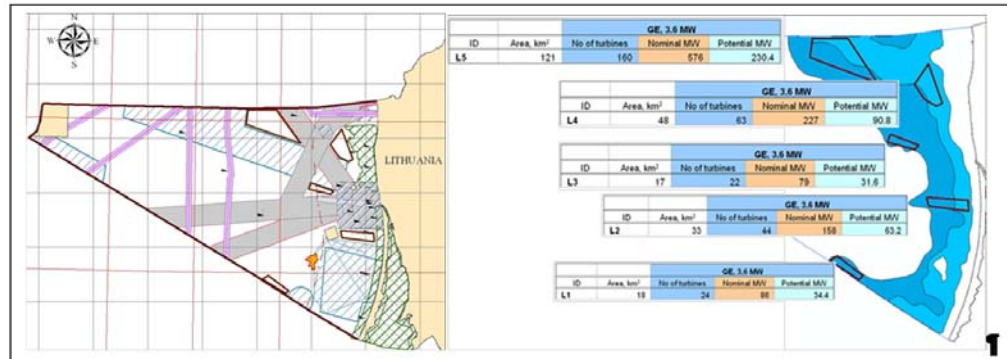 N
W
E
S
LITHUANIA
GE, 3.6 MW
ID Area, km² No of turbines Nominal MW Potential MW
L5 121 160 576 230.4
GE, 3.6 MW
ID Area, km² No of turbines Nominal MW Potential MW
L4 48 63 227 90.8
GE, 3.6 MW
ID Area, km² No of turbines Nominal MW Potential MW
L3 17 22 79 31.6
GE, 3.6 MW
ID Area, km² No of turbines Nominal MW Potential MW
L2 33 44 158 63.2
GE, 3.6 MW
ID Area, km² No of turbines Nominal MW Potential MW
L1 18 24 86 34.4
1